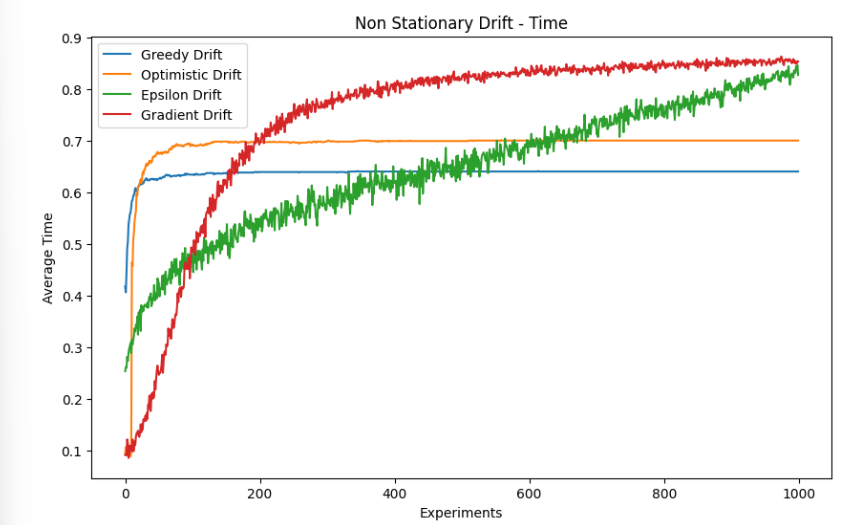 Non Stationary Drift - Time
Greedy Drift
Optimistic Drift
Epsilon Drift
Gradient Drift
Average Time
0.9
0.8
0.7
0.6
0.5
0.4
0.3
0.2
0.1
0 200 400 600 800 1000
Experiments